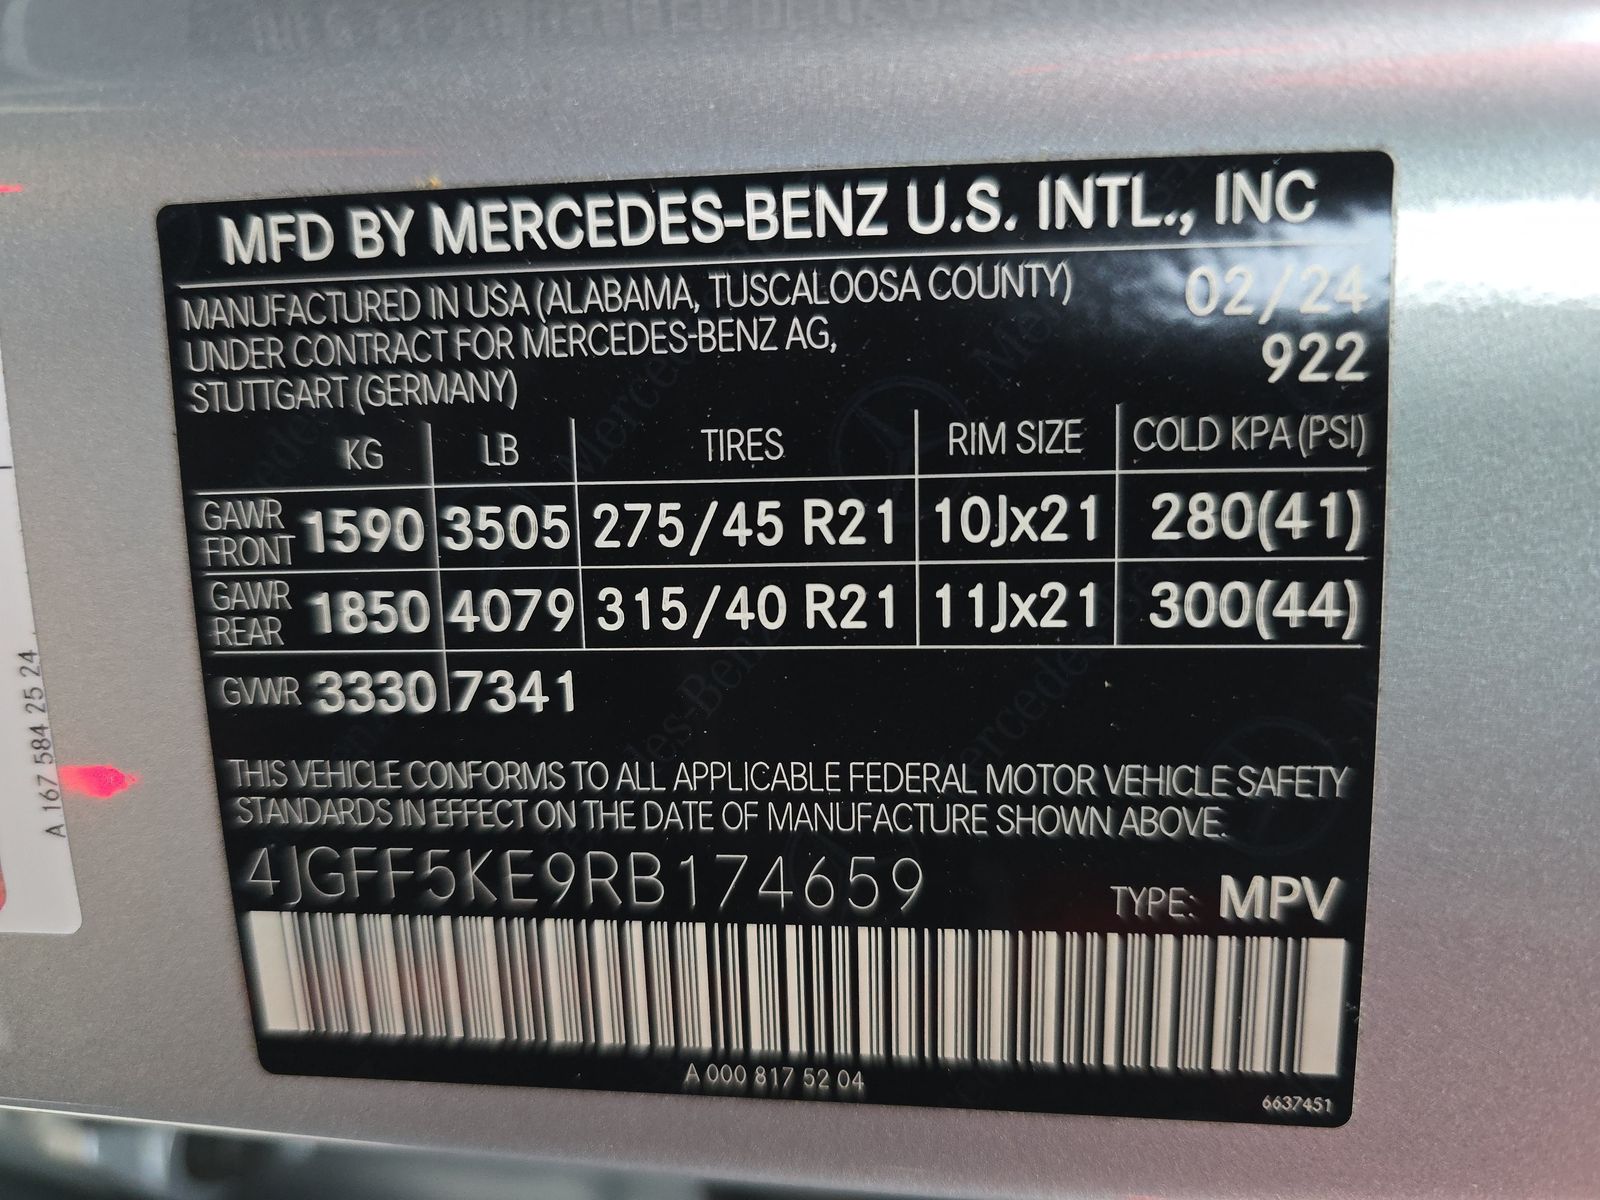 MFD BY MERCEDES-BENZ U.S. INTL., INC
MANUFACTURED IN USA (ALABAMA, TUSCALOOSA COUNTY) 02/24
UNDER CONTRACT FOR MERCEDES-BENZ AG, 922
STUTTGART (GERMANY)
KG LB TIRES RIM SIZE COLD KPA (PSI)
GAWR FRONT 1590 3505 275/45 R21 10Jx21 280(41)
GAWR REAR 1850 4079 315/40 R21 11Jx21 300(44)
GVWR 3330 7341
THIS VEHICLE CONFORMS TO ALL APPLICABLE FEDERAL MOTOR VEHICLE SAFETY
STANDARDS IN EFFECT ON THE DATE OF MANUFACTURE SHOWN ABOVE.
4JGFF5KE9RB174659 TYPE: MPV
A 000 817 52 04
6637451
A 167 584 25 24